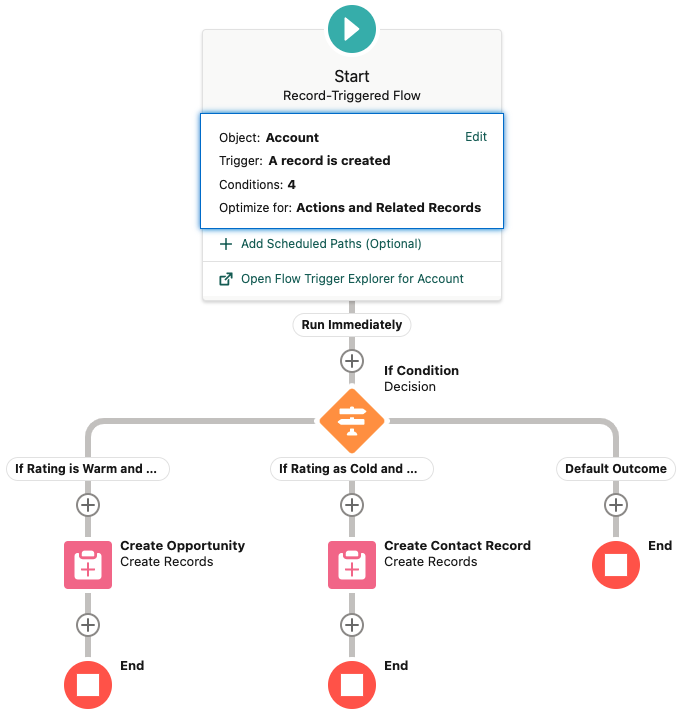 Start
Record-Triggered Flow
Object: Account
Edit
Trigger: A record is created
Conditions: 4
Optimize for: Actions and Related Records
Add Scheduled Paths (Optional)
Open Flow Trigger Explorer for Account
Run Immediately
If Condition
Decision
If Rating is Warm and ...
If Rating as Cold and ...
Default Outcome
Create Opportunity
Create Records
Create Contact Record
Create Records
End
End
End